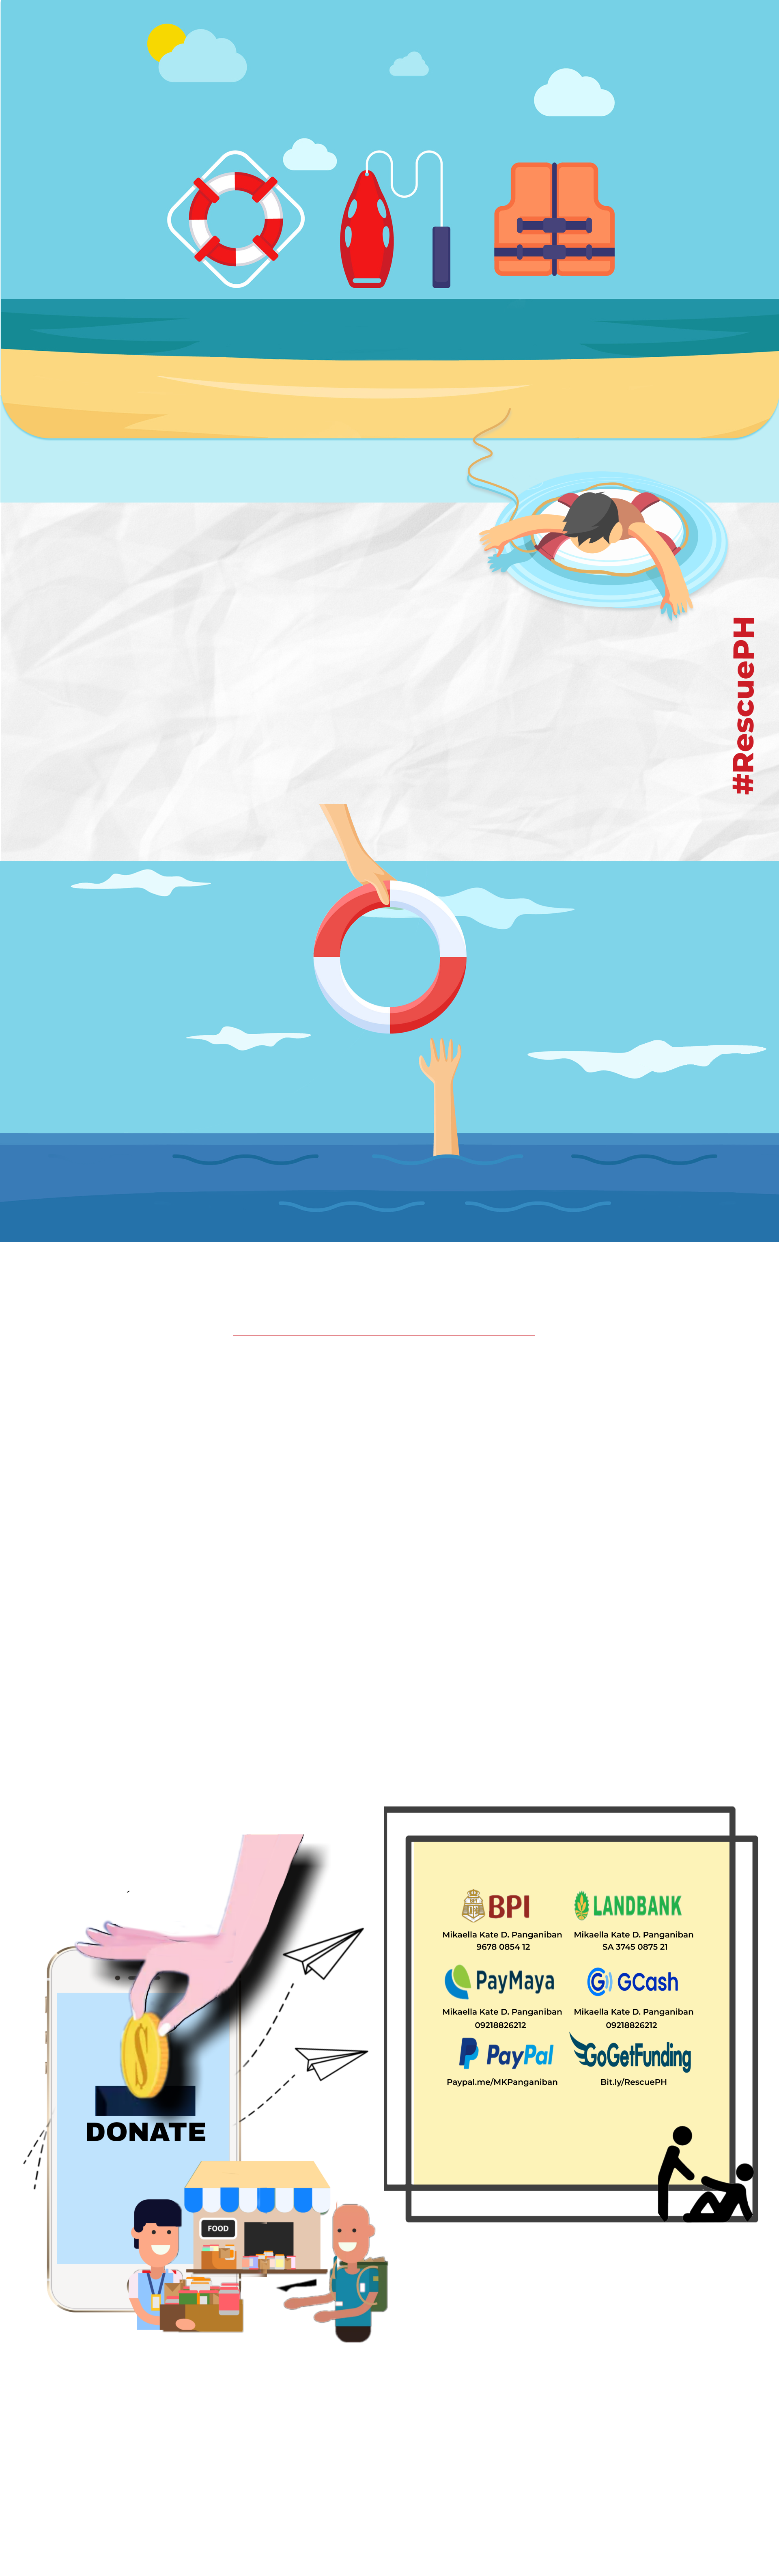 #RescuePH
BPI
LANDBANK
Mikaella Kate D. Panganiban
9678 0854 12
Mikaella Kate D. Panganiban
SA 3745 0875 21
PayMaya
GCash
Mikaella Kate D. Panganiban
09218826212
Mikaella Kate D. Panganiban
09218826212
PayPal
GoGetFunding
Paypal.me/MKPanganiban
Bit.ly/RescuePH
DONATE
FOOD